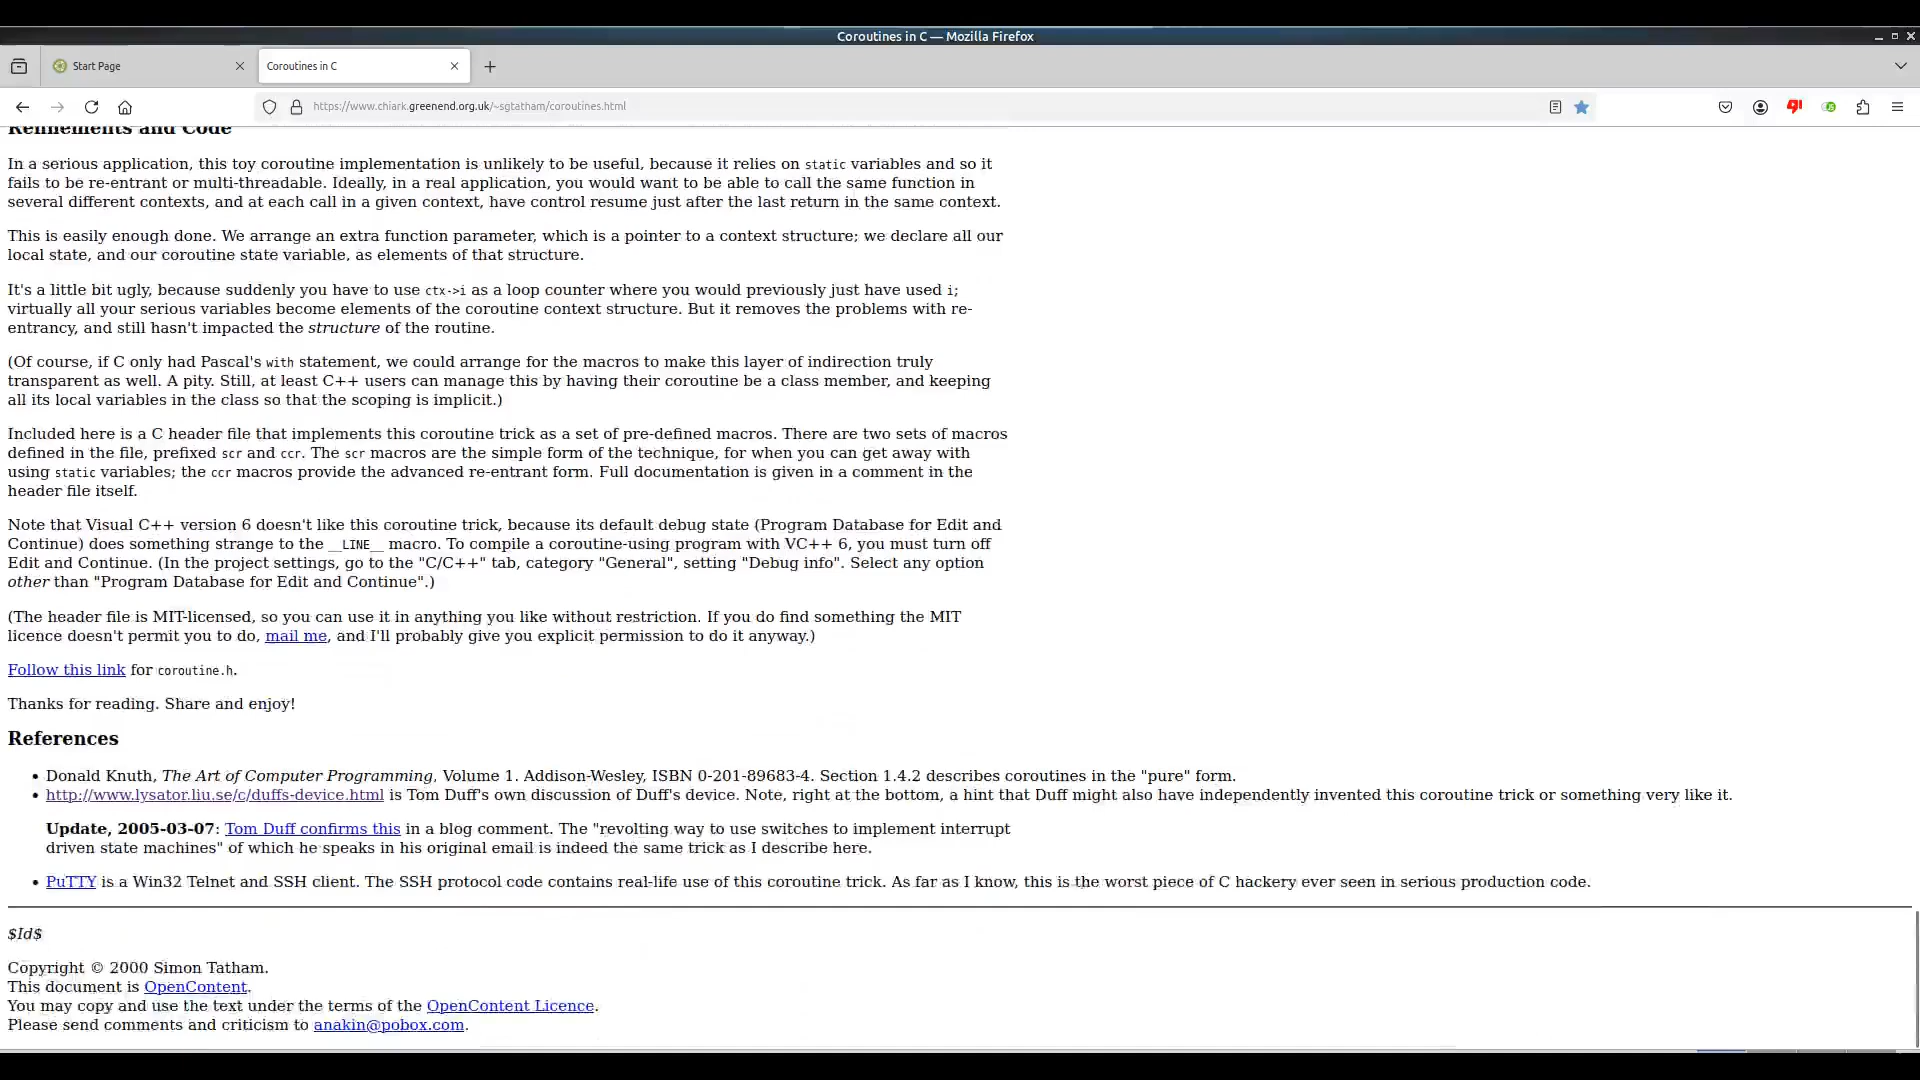 Coroutines in C — Mozilla Firefox
Start Page
Coroutines in C
https://www.chiark.greenend.org.uk/~sgtatham/coroutines.html
Refinements and Code
In a serious application, this toy coroutine implementation is unlikely to be useful, because it relies on static variables and so it
fails to be re-entrant or multi-threadable. Ideally, in a real application, you would want to be able to call the same function in
several different contexts, and at each call in a given context, have control resume just after the last return in the same context.
This is easily enough done. We arrange an extra function parameter, which is a pointer to a context structure; we declare all our
local state, and our coroutine state variable, as elements of that structure.
It's a little bit ugly, because suddenly you have to use ctx->i as a loop counter where you would previously just have used i;
virtually all your serious variables become elements of the coroutine context structure. But it removes the problems with re-
entrancy, and still hasn't impacted the structure of the routine.
(Of course, if C only had Pascal's with statement, we could arrange for the macros to make this layer of indirection truly
transparent as well. A pity. Still, at least C++ users can manage this by having their coroutine be a class member, and keeping
all its local variables in the class so that the scoping is implicit.)
Included here is a C header file that implements this coroutine trick as a set of pre-defined macros. There are two sets of macros
defined in the file, prefixed scr and ccr. The scr macros are the simple form of the technique, for when you can get away with
using static variables; the ccr macros provide the advanced re-entrant form. Full documentation is given in a comment in the
header file itself.
Note that Visual C++ version 6 doesn't like this coroutine trick, because its default debug state (Program Database for Edit and
Continue) does something strange to the __LINE__ macro. To compile a coroutine-using program with VC++ 6, you must turn off
Edit and Continue. (In the project settings, go to the "C/C++" tab, category "General", setting "Debug info". Select any option
other than "Program Database for Edit and Continue".)
(The header file is MIT-licensed, so you can use it in anything you like without restriction. If you do find something the MIT
licence doesn't permit you to do, mail me, and I'll probably give you explicit permission to do it anyway.)
Follow this link for coroutine.h.
Thanks for reading. Share and enjoy!
References
• Donald Knuth, The Art of Computer Programming, Volume 1. Addison-Wesley, ISBN 0-201-89683-4. Section 1.4.2 describes coroutines in the "pure" form.
• http://www.lysator.liu.se/c/duffs-device.html is Tom Duff's own discussion of Duff's device. Note, right at the bottom, a hint that Duff might also have independently invented this coroutine trick or something very like it.
Update, 2005-03-07: Tom Duff confirms this in a blog comment. The "revolting way to use switches to implement interrupt
driven state machines" of which he speaks in his original email is indeed the same trick as I describe here.
• PuTTY is a Win32 Telnet and SSH client. The SSH protocol code contains real-life use of this coroutine trick. As far as I know, this is the worst piece of C hackery ever seen in serious production code.
$Id$
Copyright © 2000 Simon Tatham.
This document is OpenContent.
You may copy and use the text under the terms of the OpenContent Licence.
Please send comments and criticism to anakin@pobox.com.